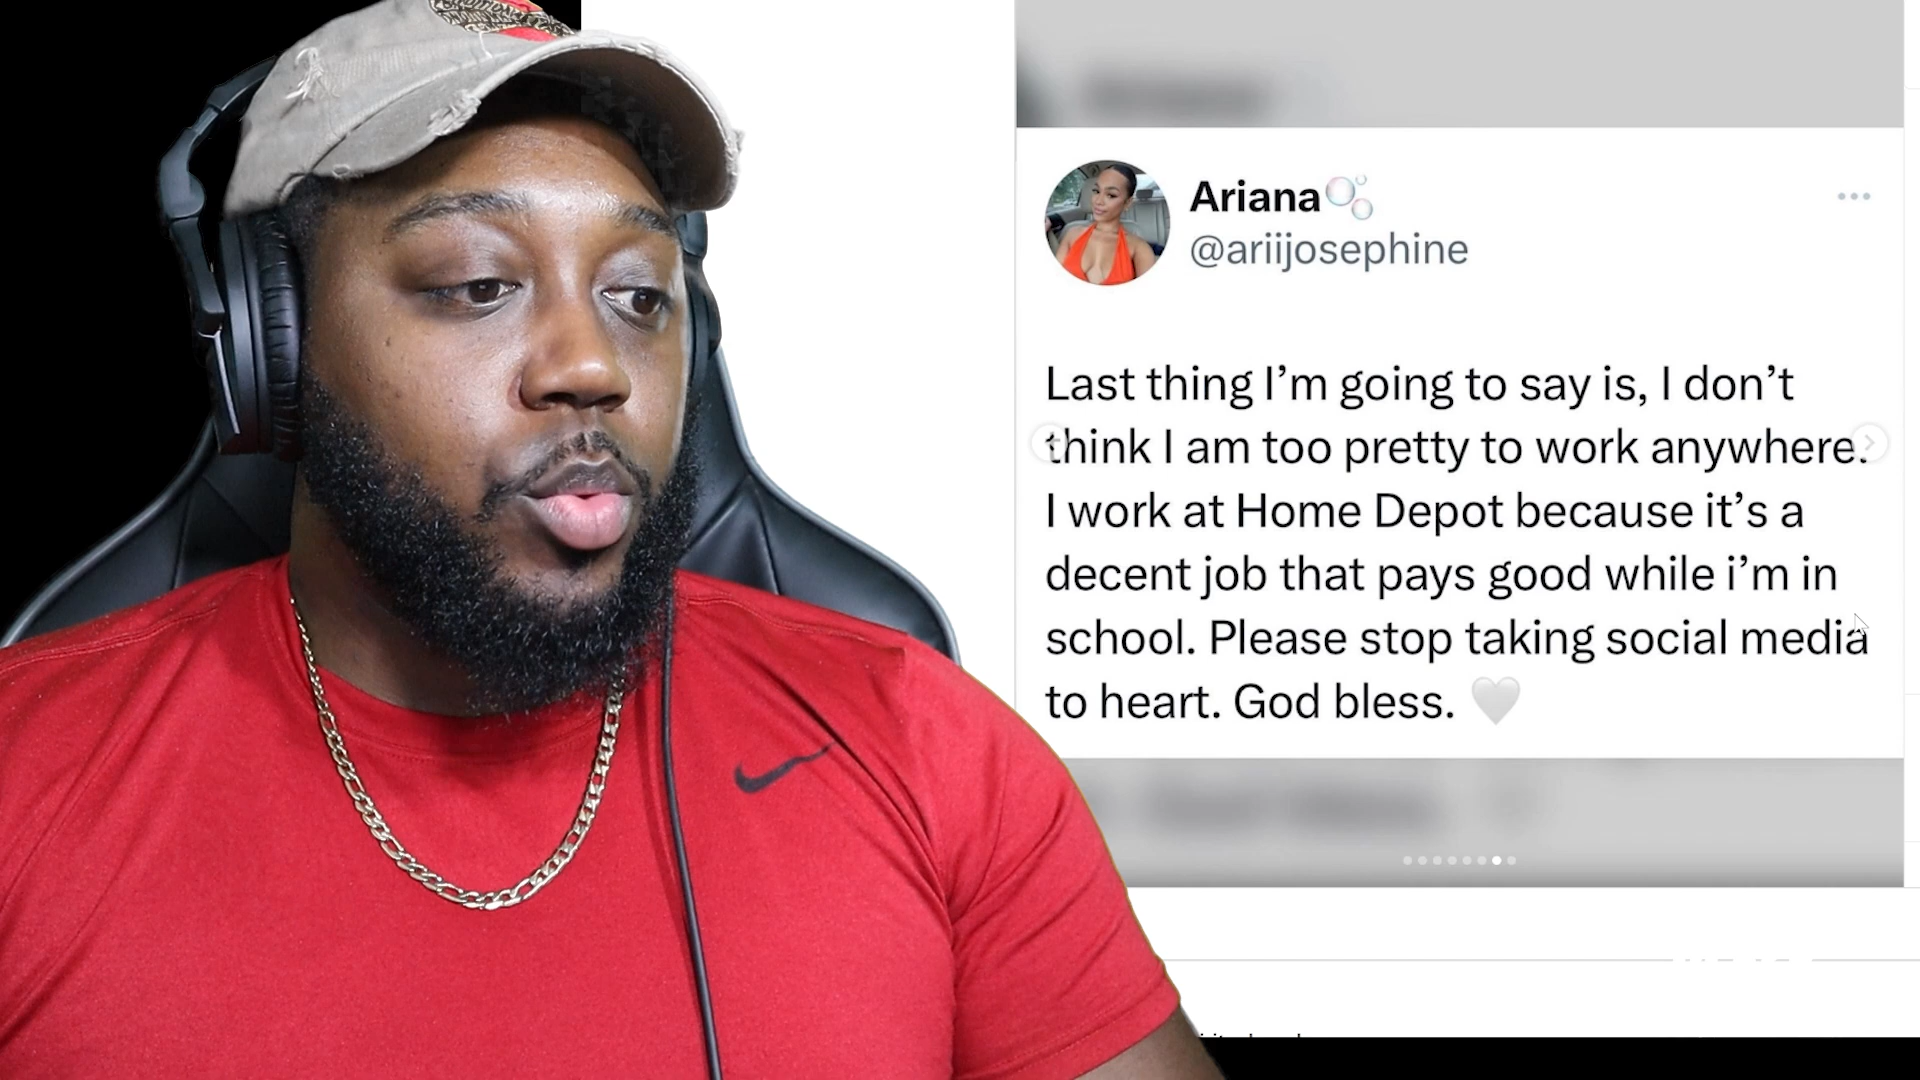 Ariana
@ariijosephine
Last thing I’m going to say is, I don’t
think I am too pretty to work anywhere.
I work at Home Depot because it’s a
decent job that pays good while i’m in
school. Please stop taking social media
to heart. God bless. 🤍